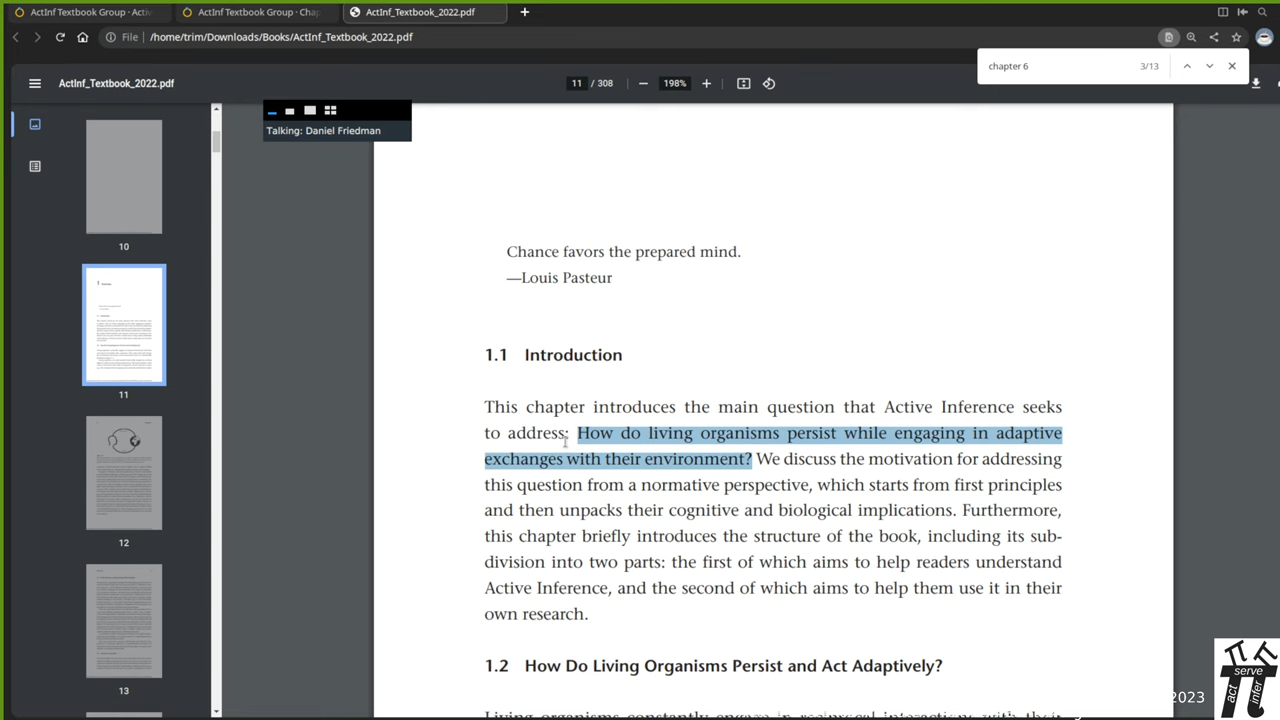 ActInf Textbook Group · Activ
ActInf Textbook Group · Chap
ActInf_Textbook_2022.pdf
File
/home/trim/Downloads/Books/ActInf_Textbook_2022.pdf
chapter 6
3/13
ActInf_Textbook_2022.pdf
11 / 308
198%
Talking: Daniel Friedman
10
11
12
13
Chance favors the prepared mind.
—Louis Pasteur
1.1 Introduction
This chapter introduces the main question that Active Inference seeks
to address: How do living organisms persist while engaging in adaptive
exchanges with their environment? We discuss the motivation for addressing
this question from a normative perspective, which starts from first principles
and then unpacks their cognitive and biological implications. Furthermore,
this chapter briefly introduces the structure of the book, including its sub-
division into two parts: the first of which aims to help readers understand
Active Inference, and the second of which aims to help them use it in their
own research.
1.2 How Do Living Organisms Persist and Act Adaptively?
Living organisms constantly engage in reciprocal interactions with their
2023
serve
act
infer